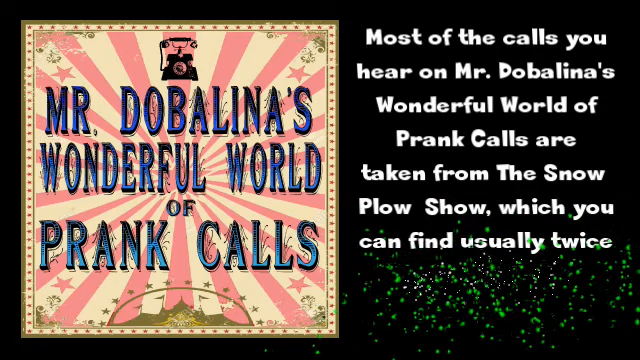 MR. DOBALINA'S
WONDERFUL WORLD
OF
PRANK CALLS
Most of the calls you
hear on Mr. Dobalina's
Wonderful World of
Prank Calls are
taken from The Snow
Plow Show, which you
can find usually twice